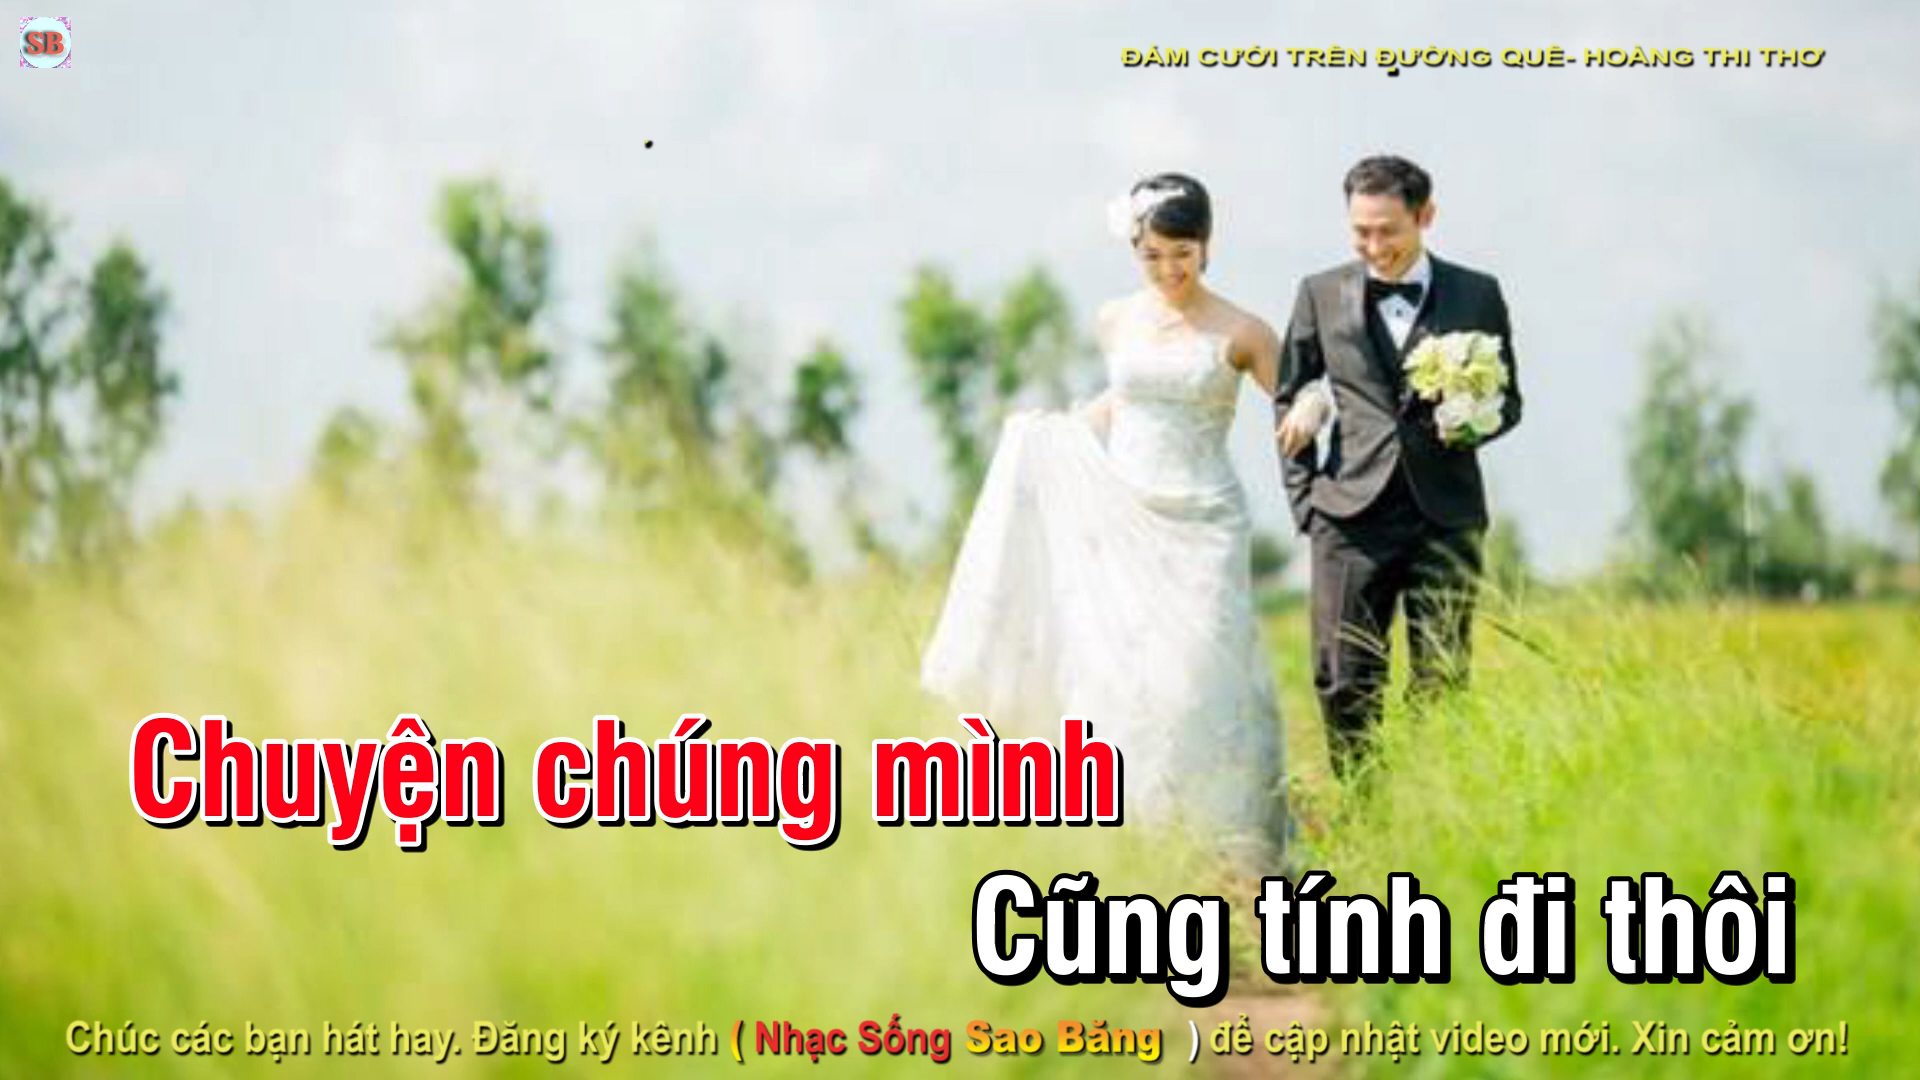 SB
ĐÁM CƯỚI TRÊN ĐƯỜNG QUÊ- HOÀNG THI THƠ
Chuyện chúng mình
Cũng tính đi thôi
Chúc các bạn hát hay. Đăng ký kênh ( Nhạc Sống Sao Băng ) để cập nhật video mới. Xin cảm ơn!